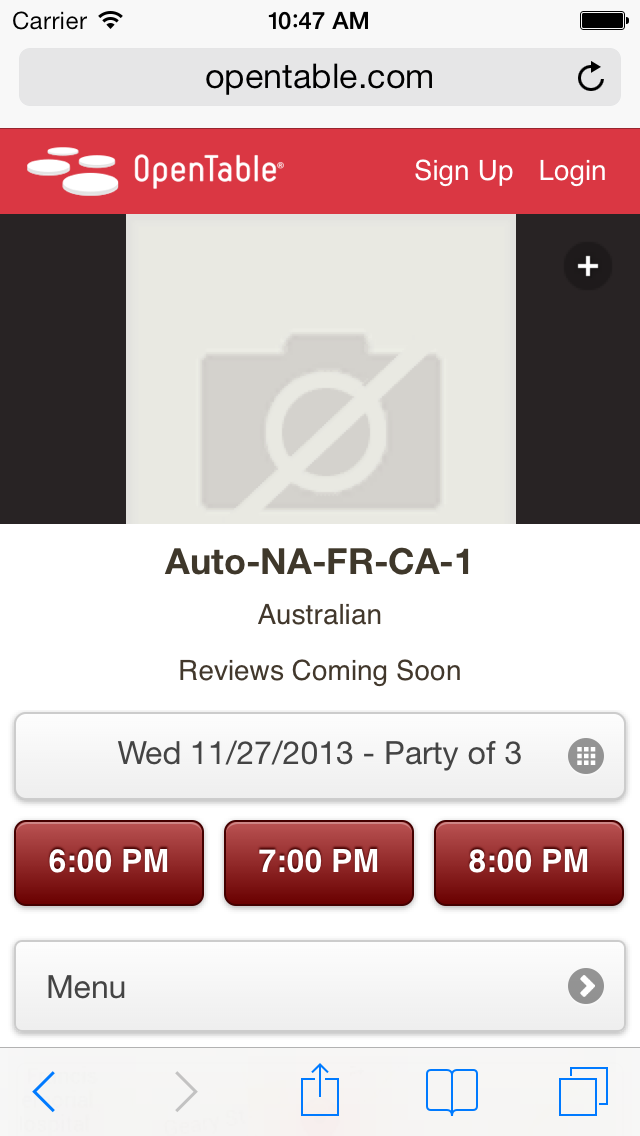 Carrier 10:47 AM
opentable.com
OpenTable® Sign Up Login
Auto-NA-FR-CA-1
Australian
Reviews Coming Soon
Wed 11/27/2013 - Party of 3
6:00 PM 7:00 PM 8:00 PM
Menu